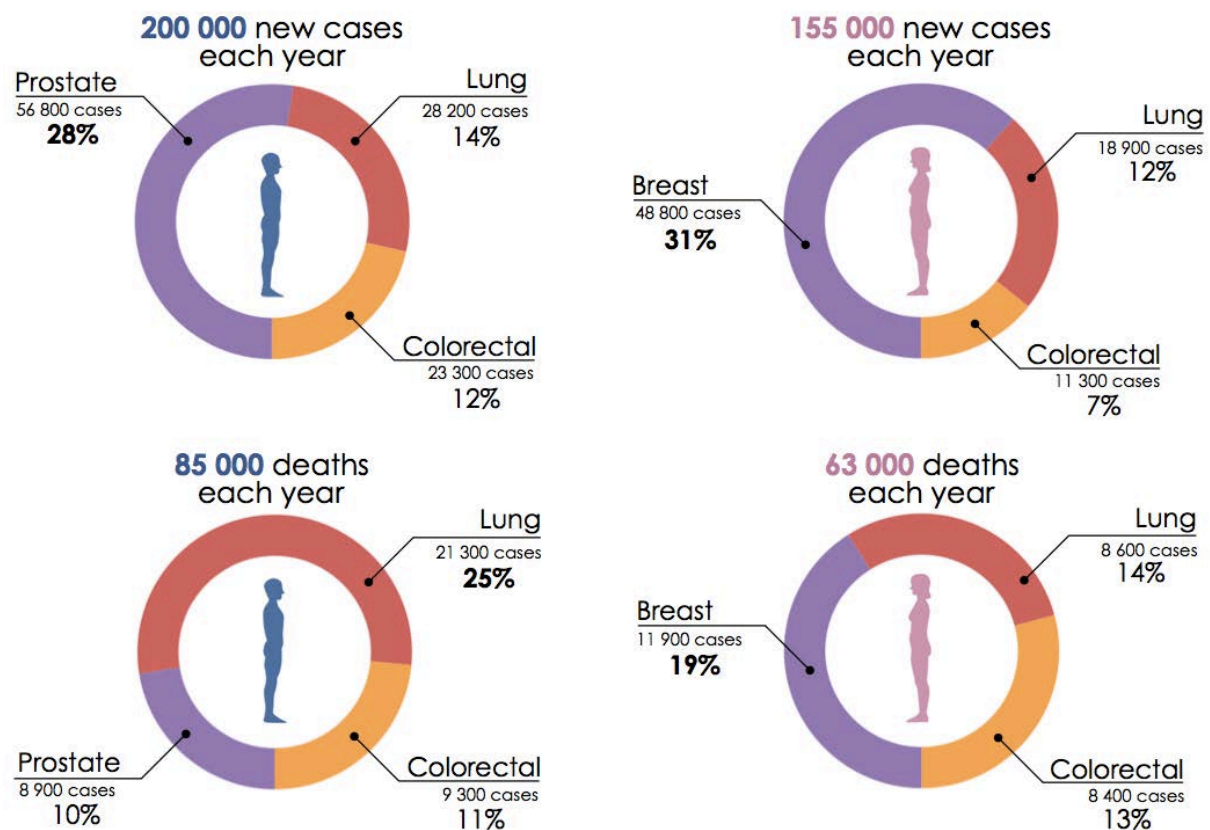 200 000 new cases
each year
Prostate
56 800 cases
28%
Lung
28 200 cases
14%
Colorectal
23 300 cases
12%
155 000 new cases
each year
Breast
48 800 cases
31%
Lung
18 900 cases
12%
Colorectal
11 300 cases
7%
85 000 deaths
each year
Lung
21 300 cases
25%
Prostate
8 900 cases
10%
Colorectal
9 300 cases
11%
63 000 deaths
each year
Lung
8 600 cases
14%
Breast
11 900 cases
19%
Colorectal
8 400 cases
13%